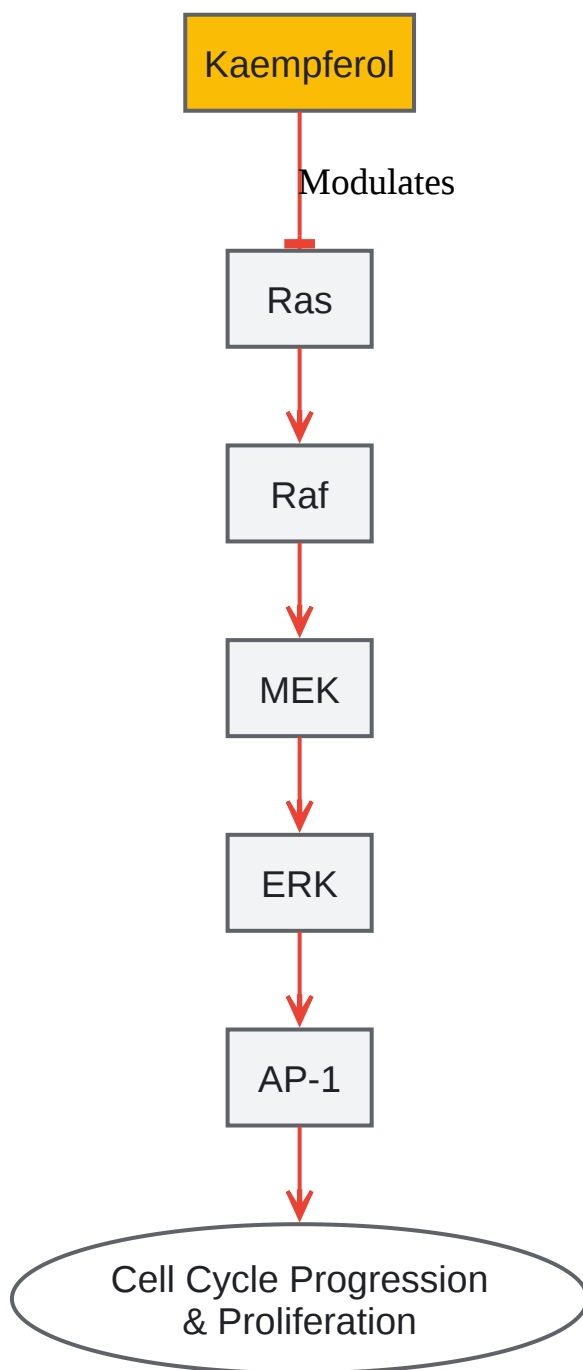 Kaempferol
Modulates
Ras
Raf
MEK
ERK
AP-1
Cell Cycle Progression
& Proliferation